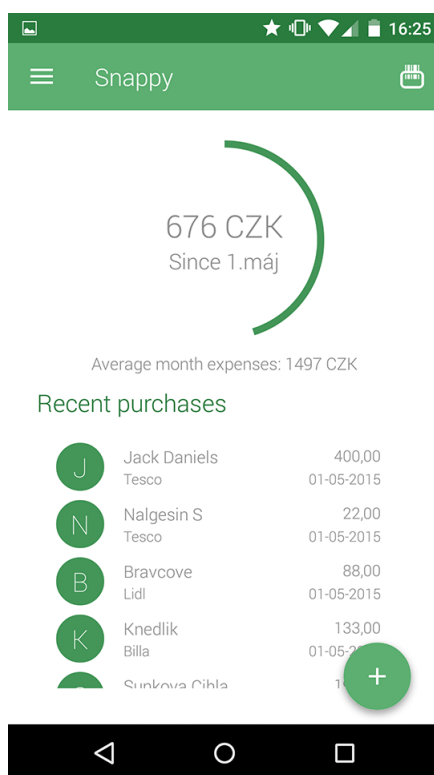 16:25
Snappy
676 CZK
Since 1.máj
Average month expenses: 1497 CZK
Recent purchases
J Jack Daniels 400,00
Tesco 01-05-2015
N Nalgesin S 22,00
Tesco 01-05-2015
B Bravcove 88,00
Lidl 01-05-2015
K Knedlik 133,00
Billa
Sunkova Cihla
+